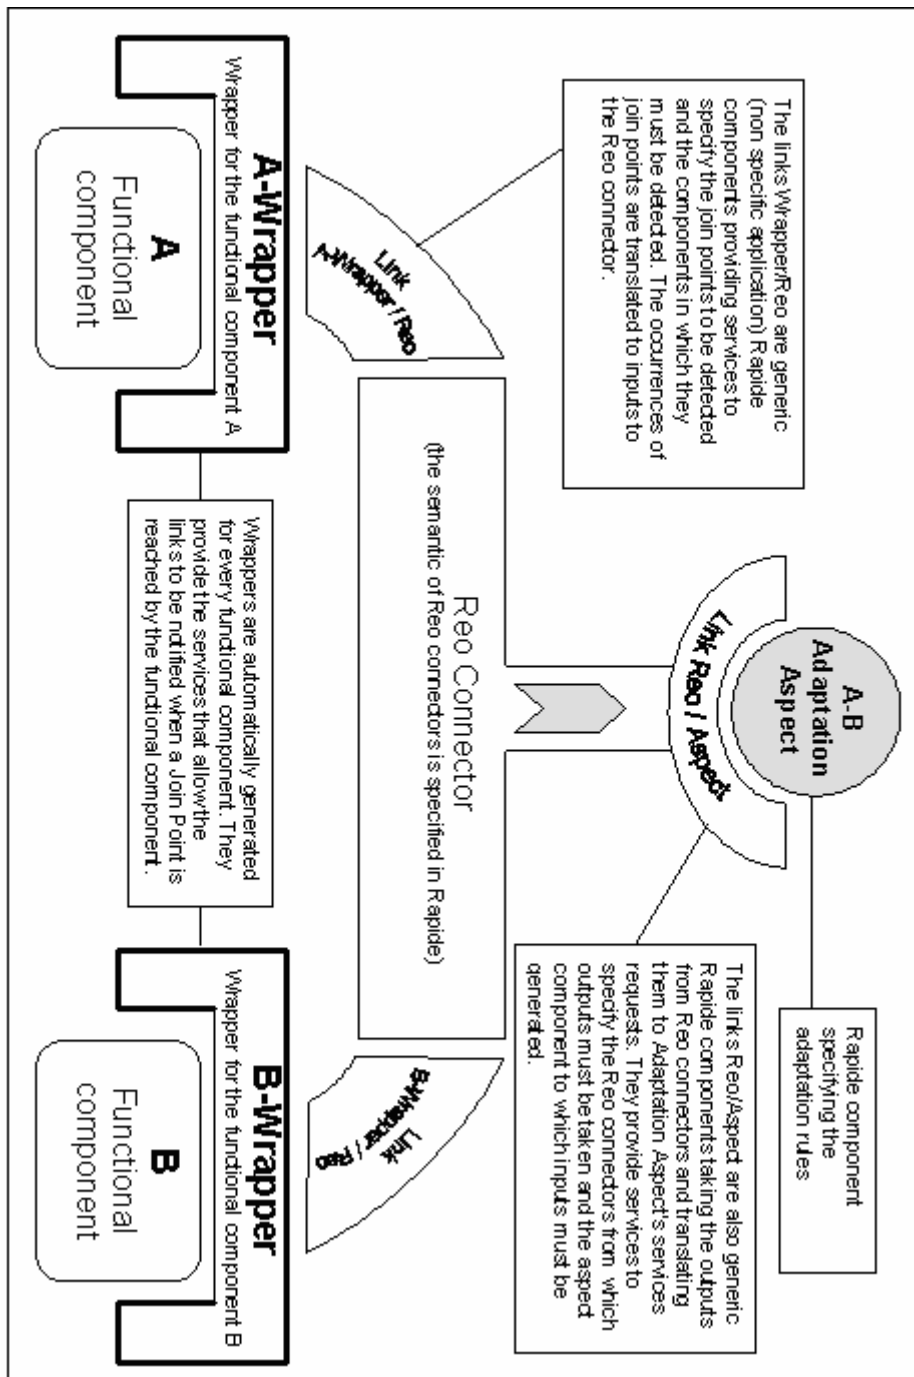 The links Wrapper/Reo are generic
(non specific application) Rapide
components providing services to
specify the join points to be detected
and the components in which they
must be detected. The occurrences of
join points are translated to inputs to
the Reo connector.
A-B
Adaptation
Aspect
Link Reo / Aspect
Rapide component
specifying the
adaptation rules
The links Reo/Aspect are also generic
Rapide components taking the outputs
from Reo connectors and translating
them to Adaptation Aspect's services
requests. They provide services to
specify the Reo connectors from which
outputs must be taken and the aspect
component to which inputs must be
generated.
Link
A-Wrapper / Reo
Reo Connector
(the semantic of Reo connectors is specified in Rapide)
Link
B-Wrapper / Reo
A-Wrapper
Wrapper for the functional component A
A
Functional
component
Wrappers are automatically generated
for every functional component. They
provide the services that allow the
links to be notified when a Join Point is
reached by the functional component.
B-Wrapper
Wrapper for the functional component B
B
Functional
component